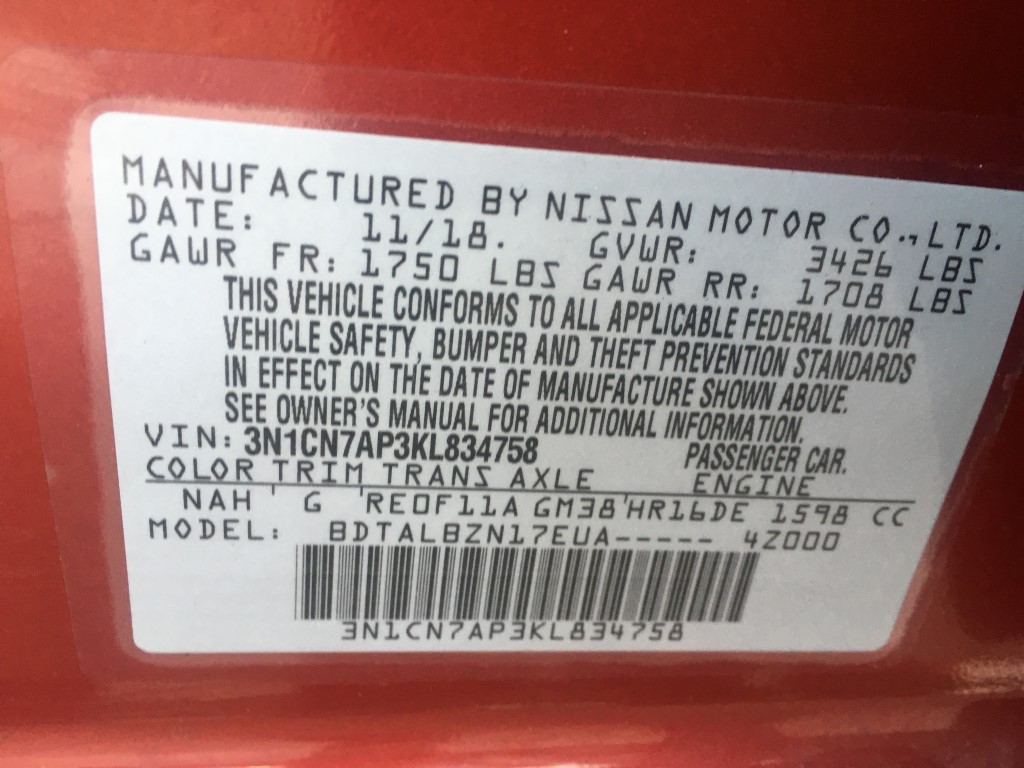 MANUFACTURED BY NISSAN MOTOR CO.,LTD.
DATE: 11/18. GVWR: 3426 LBS
GAWR FR: 1750 LBS GAWR RR: 1708 LBS
THIS VEHICLE CONFORMS TO ALL APPLICABLE FEDERAL MOTOR
VEHICLE SAFETY, BUMPER AND THEFT PREVENTION STANDARDS
IN EFFECT ON THE DATE OF MANUFACTURE SHOWN ABOVE.
SEE OWNER'S MANUAL FOR ADDITIONAL INFORMATION.
VIN: 3N1CN7AP3KL834758 PASSENGER CAR.
COLOR TRIM TRANS AXLE ENGINE
NAH ' G 'RE0F11A GM38'HR16DE 1598 CC
MODEL: BDTALBZN17EUA----- 4Z000
3N1CN7AP3KL834758